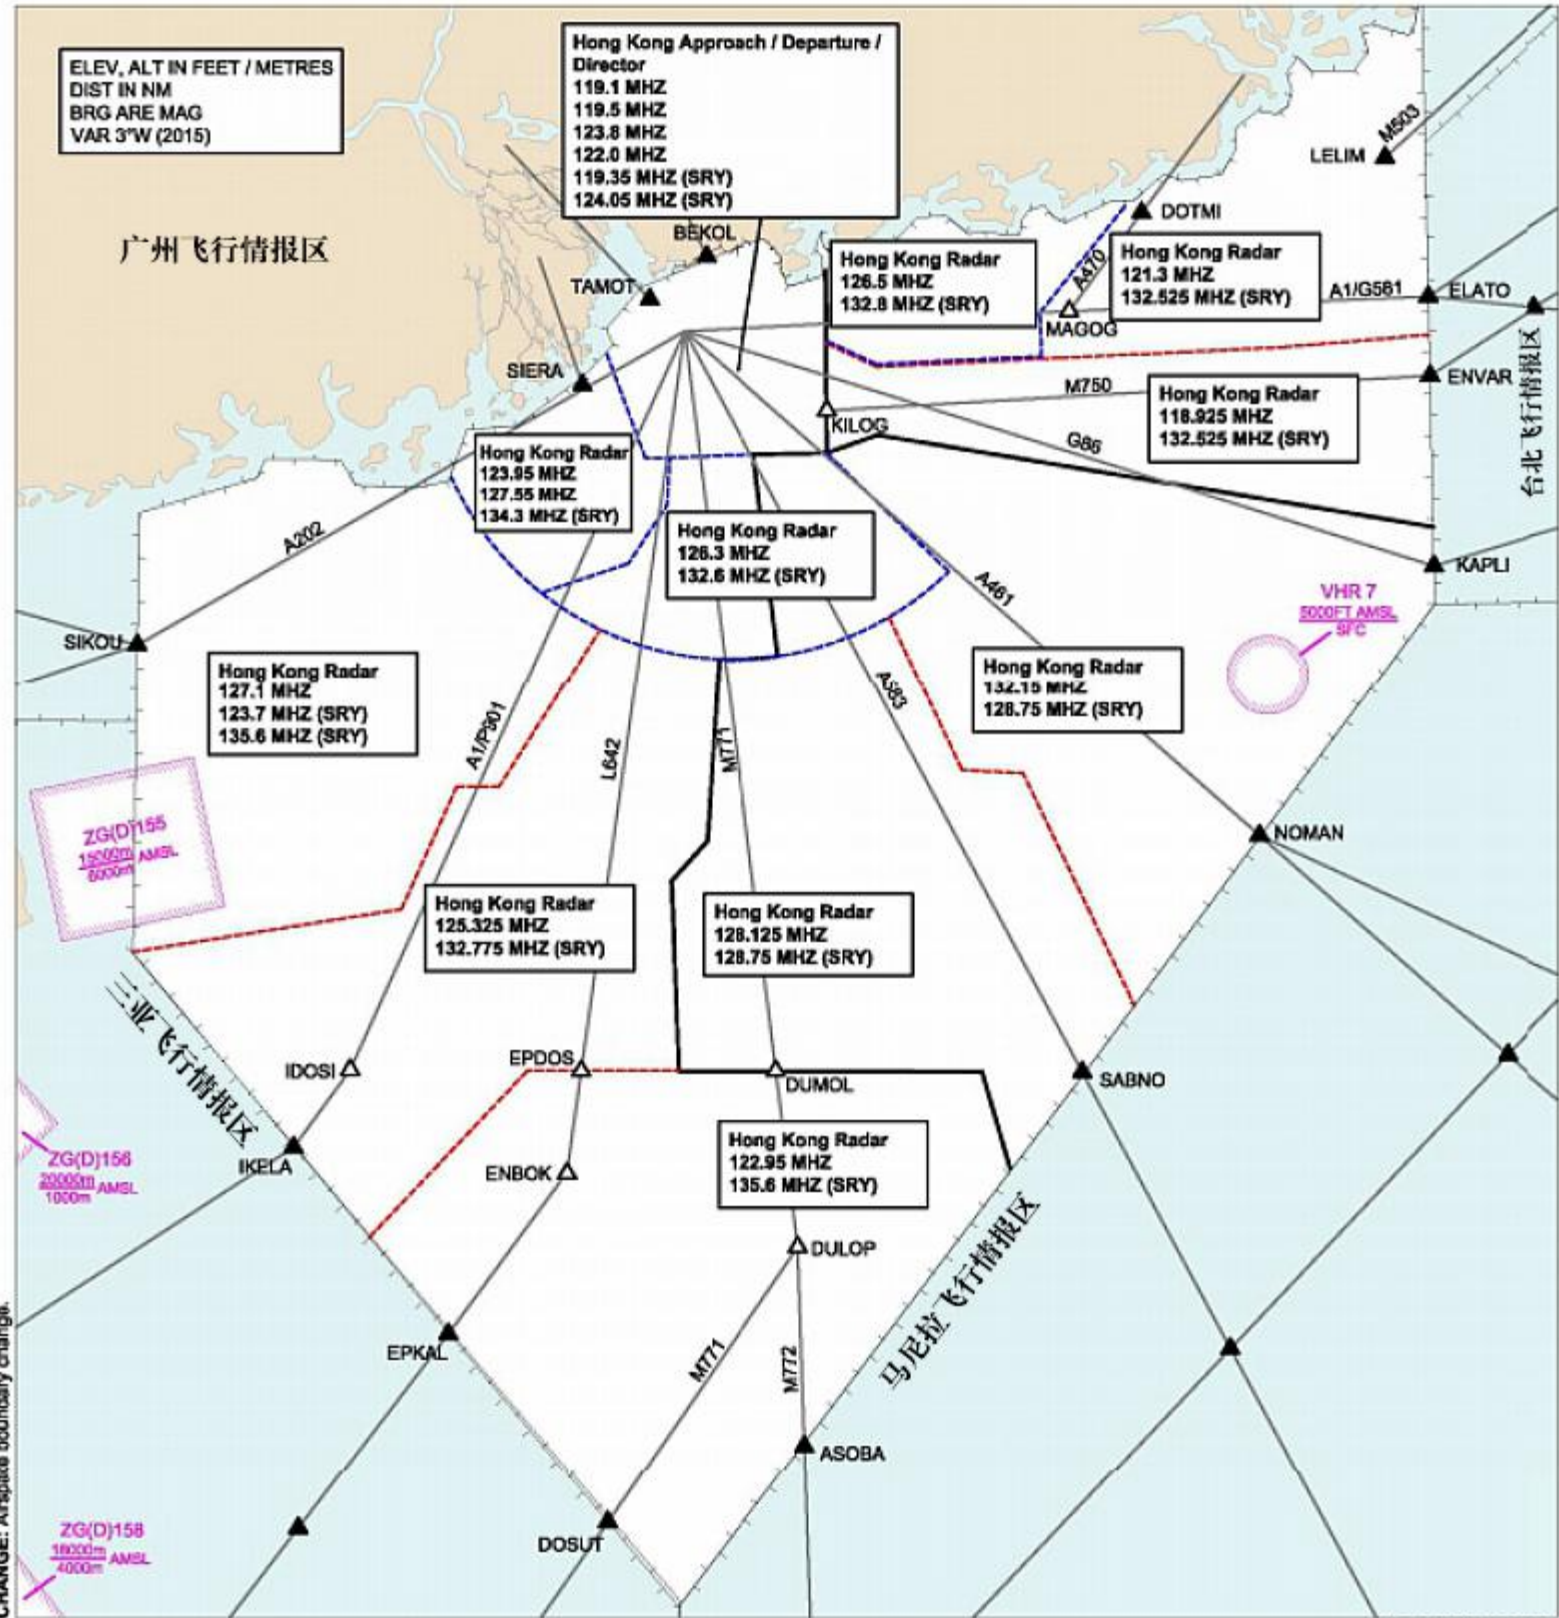 ELEV, ALT IN FEET / METRES
DIST IN NM
BRG ARE MAG
VAR 3°W (2015)
Hong Kong Approach / Departure /
Director
119.1 MHZ
119.5 MHZ
123.8 MHZ
122.0 MHZ
119.35 MHZ (SRY)
124.05 MHZ (SRY)
M503
LELIM
广州飞行情报区
BEKOL
DOTMI
TAMOT
Hong Kong Radar
126.5 MHZ
132.8 MHZ (SRY)
A470
Hong Kong Radar
121.3 MHZ
132.525 MHZ (SRY)
A1/G581
ELATO
MAGOG
台北飞行情报区
SIERA
M750
ENVAR
Hong Kong Radar
118.925 MHZ
132.525 MHZ (SRY)
KILOG
G86
Hong Kong Radar
123.95 MHZ
127.55 MHZ
134.3 MHZ (SRY)
A202
Hong Kong Radar
126.3 MHZ
132.6 MHZ (SRY)
KAPLI
A461
VHR 7
5000FT AMSL
SFC
SIKOU
Hong Kong Radar
127.1 MHZ
123.7 MHZ (SRY)
135.6 MHZ (SRY)
Hong Kong Radar
132.15 MHZ
128.75 MHZ (SRY)
A583
A1/P901
L642
M771
ZG(D)155
15000m AMSL
6000m
NOMAN
Hong Kong Radar
125.325 MHZ
132.775 MHZ (SRY)
Hong Kong Radar
128.125 MHZ
128.75 MHZ (SRY)
三亚飞行情报区
IDOSI
EPDOS
DUMOL
SABNO
ZG(D)156
20000m AMSL
1000m
IKELA
ENBOK
Hong Kong Radar
122.95 MHZ
135.6 MHZ (SRY)
DULOP
马尼拉飞行情报区
EPKAL
M771
M772
ASOBA
DOSUT
ZG(D)158
18000m AMSL
4000m
CHANGE: Airspace boundary change.